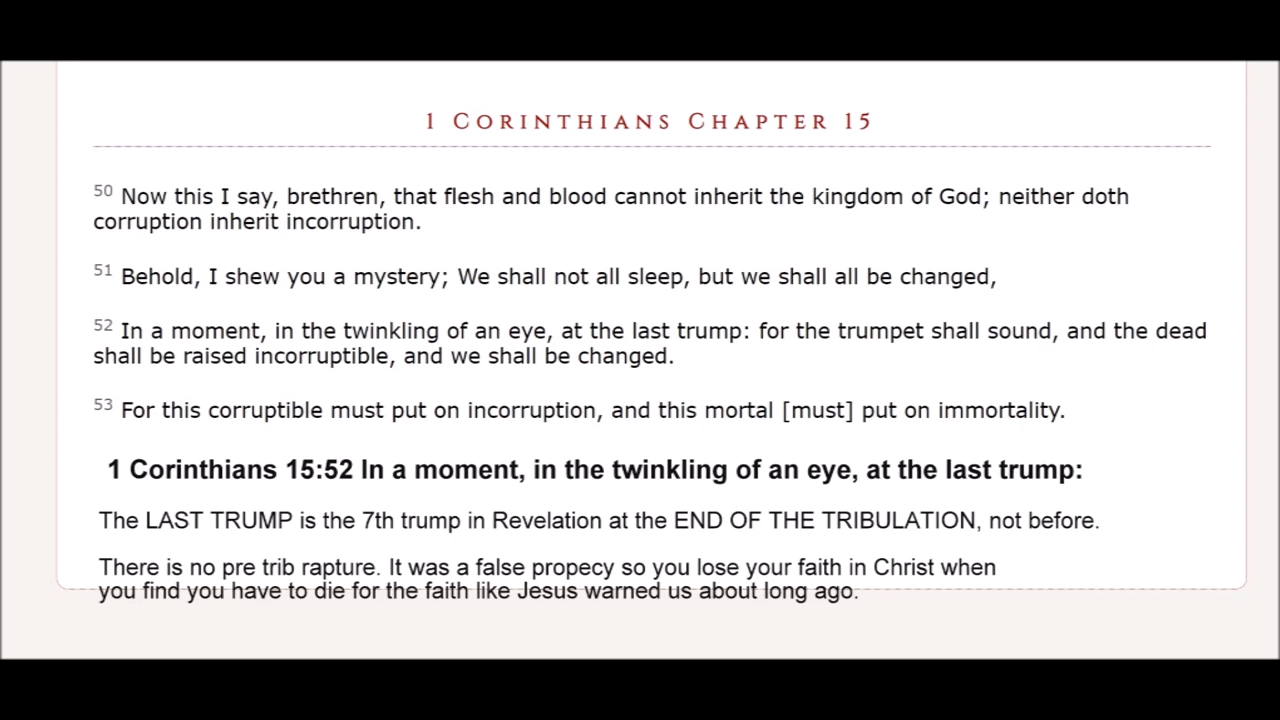 1 Corinthians Chapter 15
50 Now this I say, brethren, that flesh and blood cannot inherit the kingdom of God; neither doth
corruption inherit incorruption.
51 Behold, I shew you a mystery; We shall not all sleep, but we shall all be changed,
52 In a moment, in the twinkling of an eye, at the last trump: for the trumpet shall sound, and the dead
shall be raised incorruptible, and we shall be changed.
53 For this corruptible must put on incorruption, and this mortal [must] put on immortality.
1 Corinthians 15:52 In a moment, in the twinkling of an eye, at the last trump:
The LAST TRUMP is the 7th trump in Revelation at the END OF THE TRIBULATION, not before.
There is no pre trib rapture. It was a false propecy so you lose your faith in Christ when
you find you have to die for the faith like Jesus warned us about long ago.